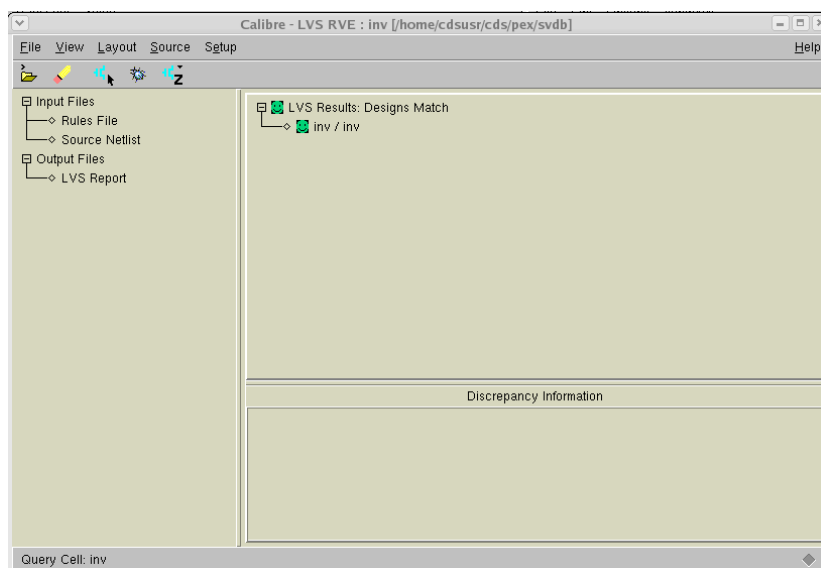 Calibre - LVS RVE : inv [/home/cdsusr/cds/pex/svdb]
File View Layout Source Setup Help
Input Files
Rules File
Source Netlist
Output Files
LVS Report
LVS Results: Designs Match
inv / inv
Discrepancy Information
Query Cell: inv